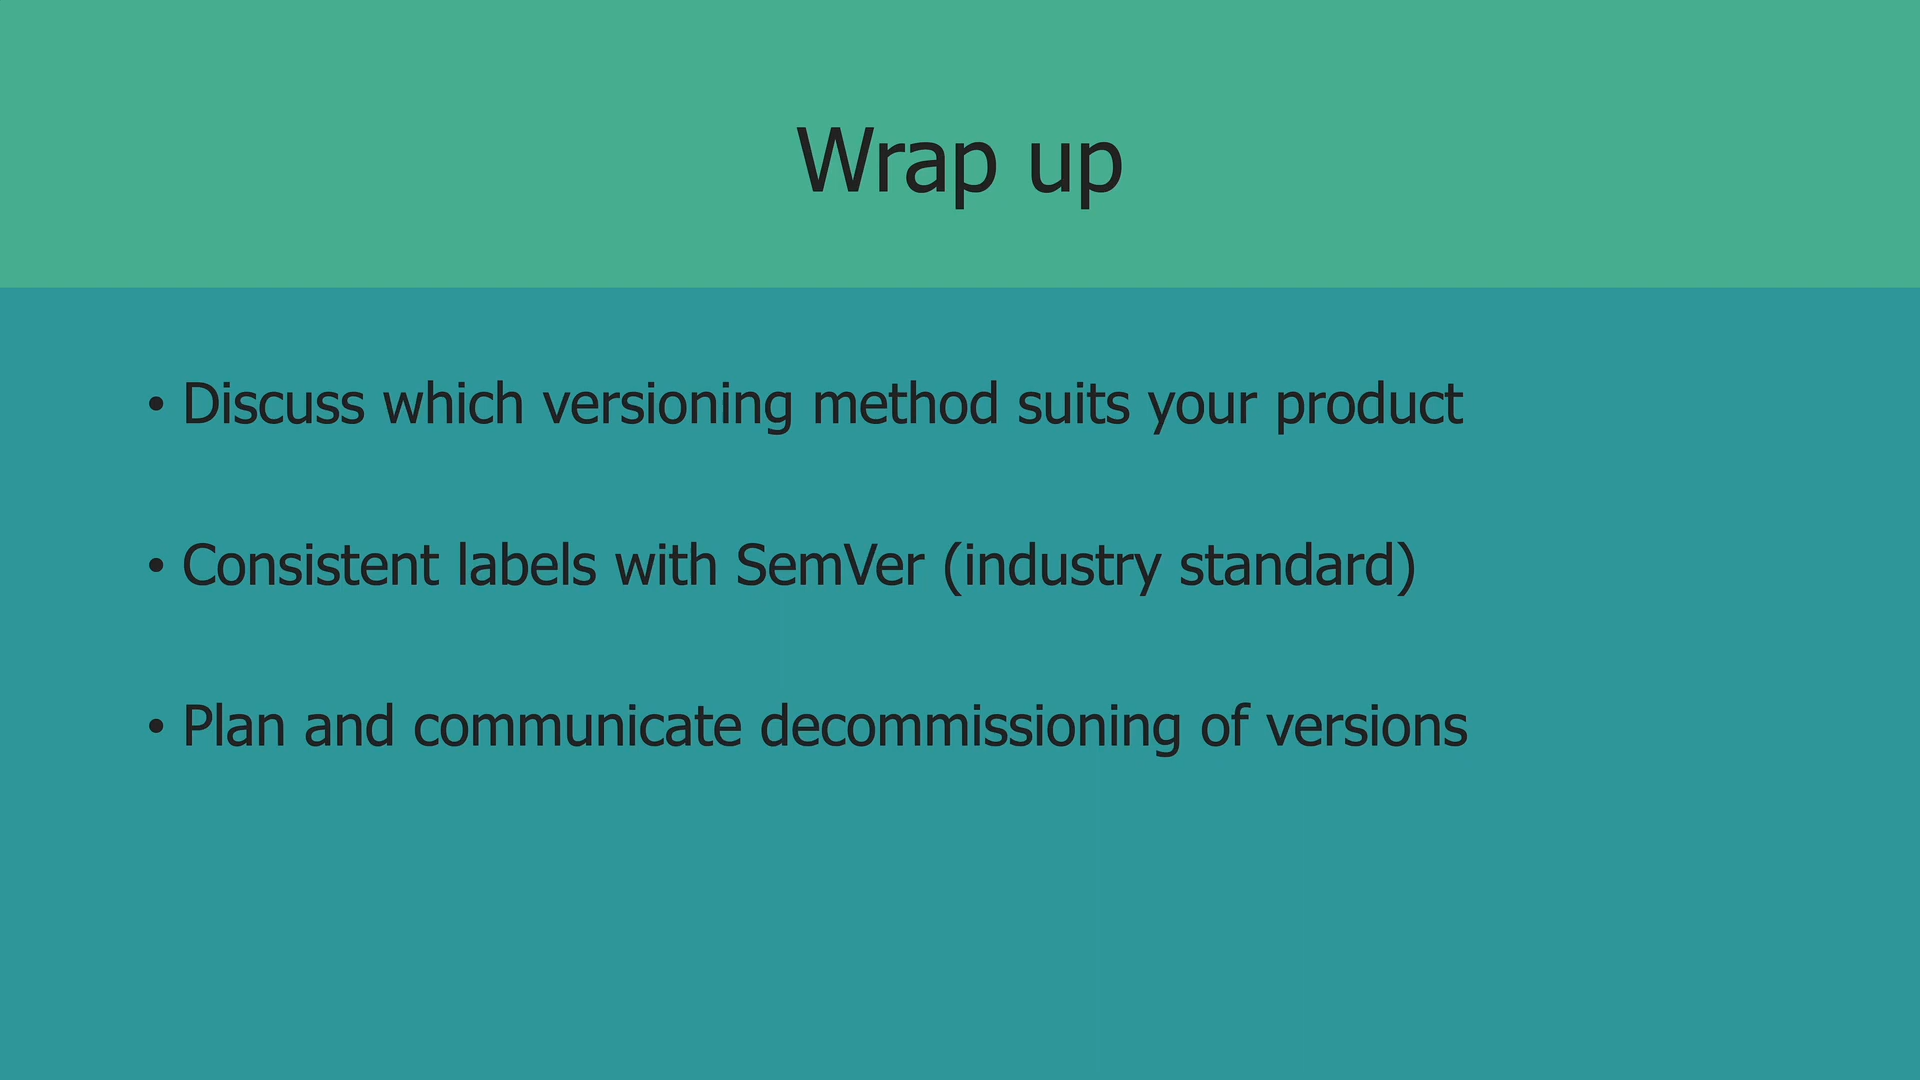 Wrap up
• Discuss which versioning method suits your product
• Consistent labels with SemVer (industry standard)
• Plan and communicate decommissioning of versions